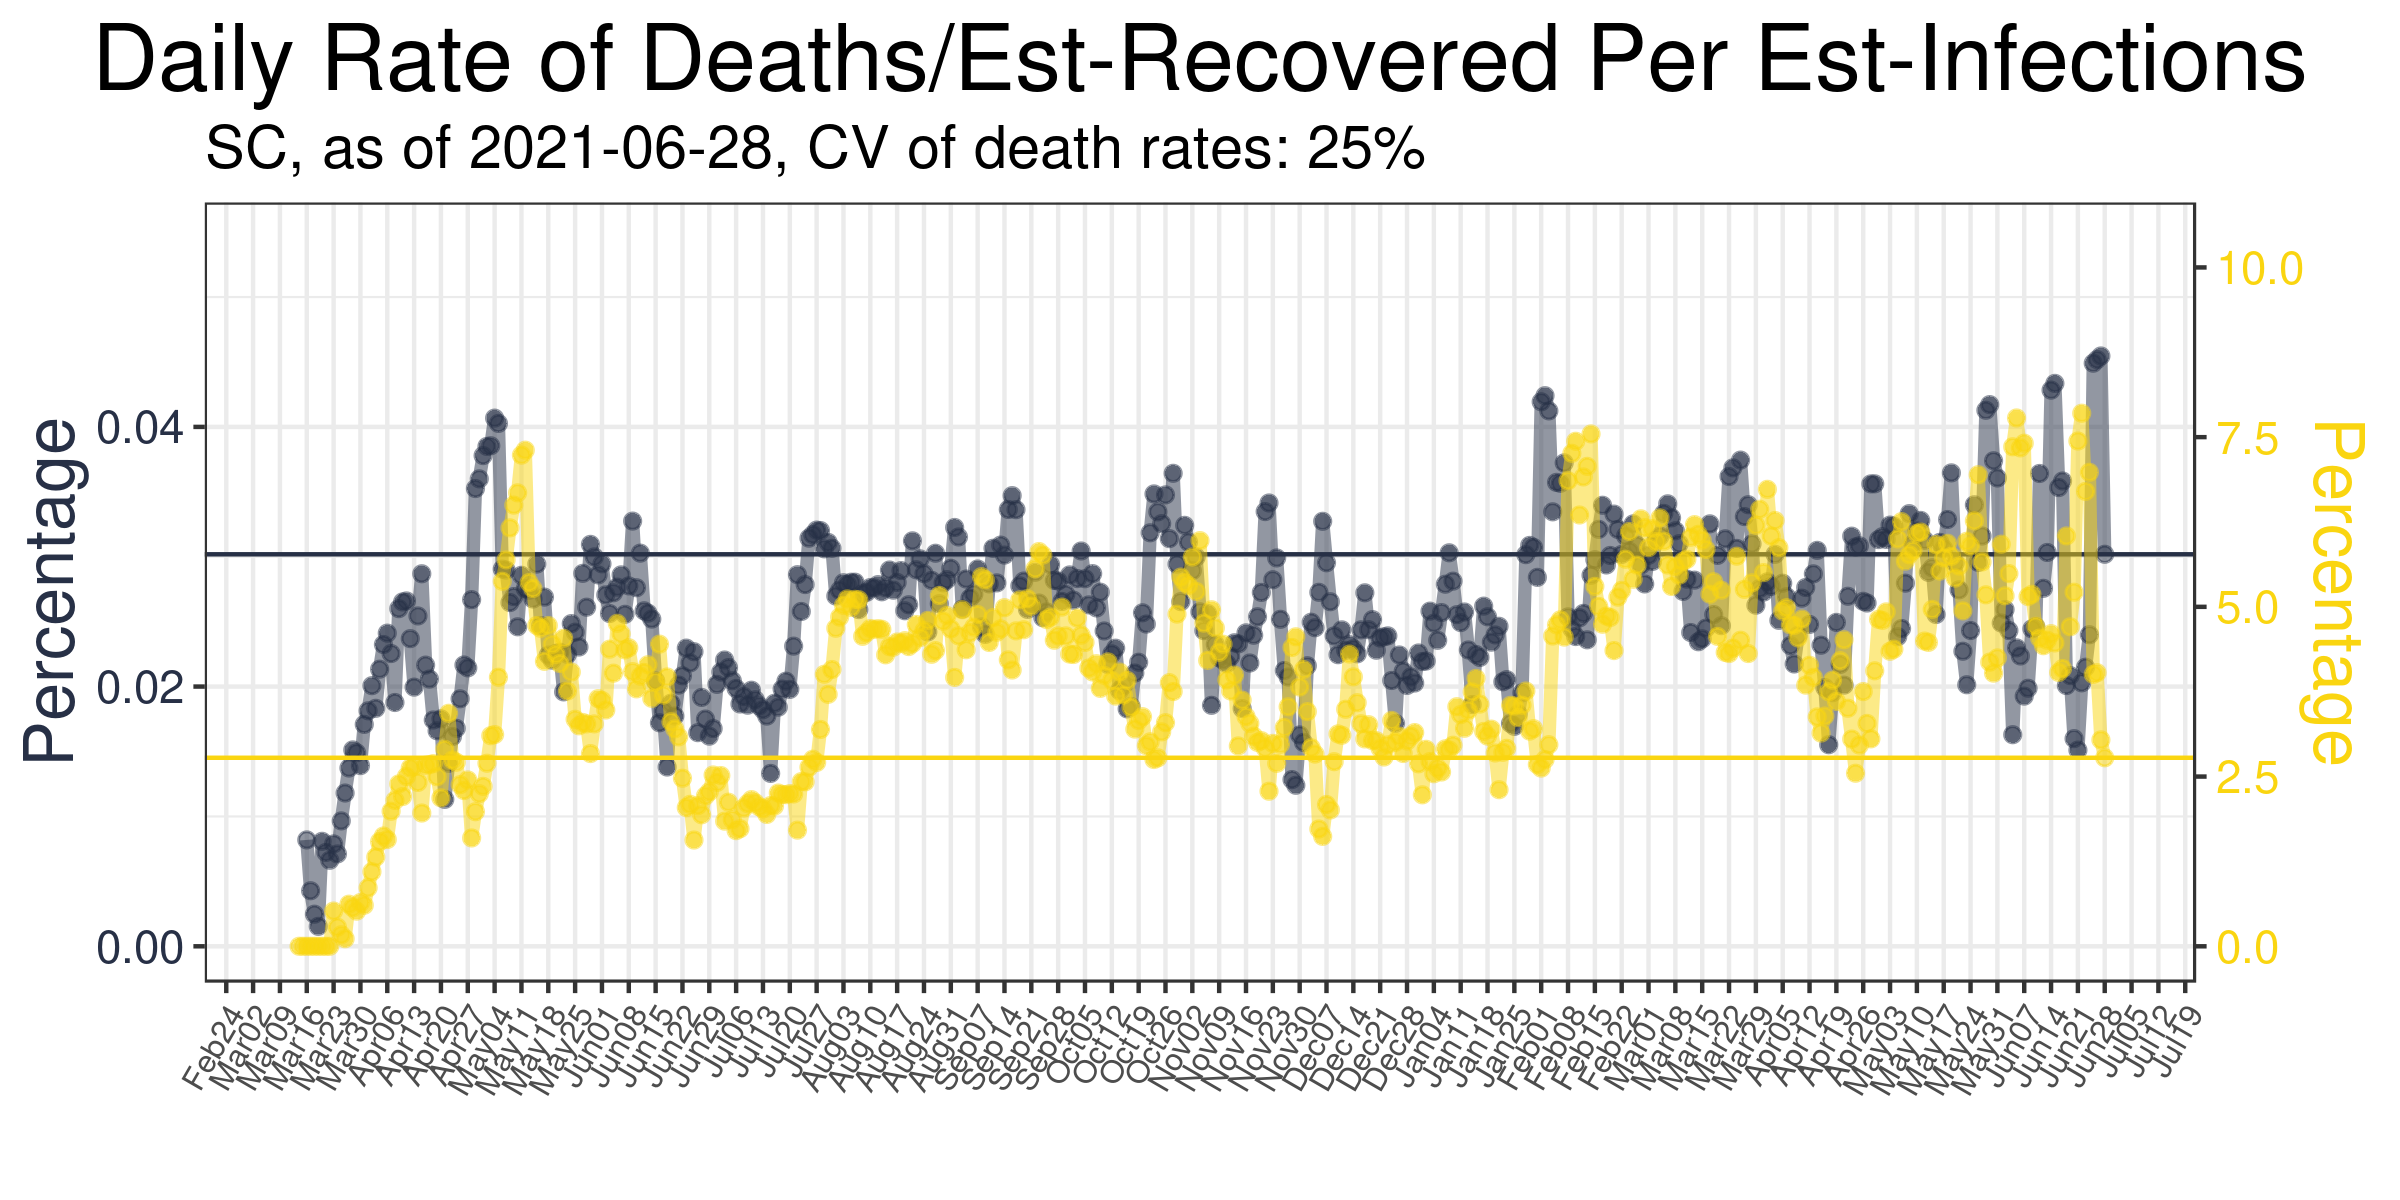 Daily Rate of Deaths/Est-Recovered Per Est-Infections
SC, as of 2021-06-28, CV of death rates: 25%
Percentage
0.04
0.02
0.00
10.0
7.5
5.0
2.5
0.0
Percentage
Feb24
Mar02
Mar09
Mar16
Mar23
Mar30
Apr06
Apr13
Apr20
Apr27
May04
May11
May18
May25
Jun01
Jun08
Jun15
Jun22
Jun29
Jul06
Jul13
Jul20
Jul27
Aug03
Aug10
Aug17
Aug24
Aug31
Sep07
Sep14
Sep21
Sep28
Oct05
Oct12
Oct19
Oct26
Nov02
Nov09
Nov16
Nov23
Nov30
Dec07
Dec14
Dec21
Dec28
Jan04
Jan11
Jan18
Jan25
Feb01
Feb08
Feb15
Feb22
Mar01
Mar08
Mar15
Mar22
Mar29
Apr05
Apr12
Apr19
Apr26
May03
May10
May17
May24
May31
Jun07
Jun14
Jun21
Jun28
Jul05
Jul12
Jul19